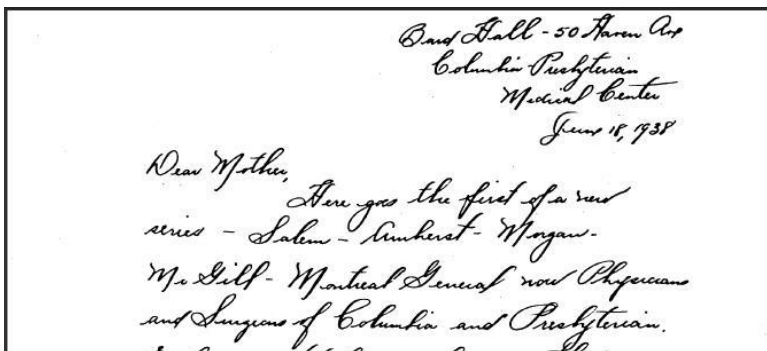 Bard Hall - 50 Haven Ave
Columbia-Presbyterian
Medical Center
June 18, 1938
Dear Mother,
Here goes the first of a new
series - Salem - Amherst - Morgan -
McGill - Montreal General now Physicians
and Surgeons of Columbia and Presbyterian.